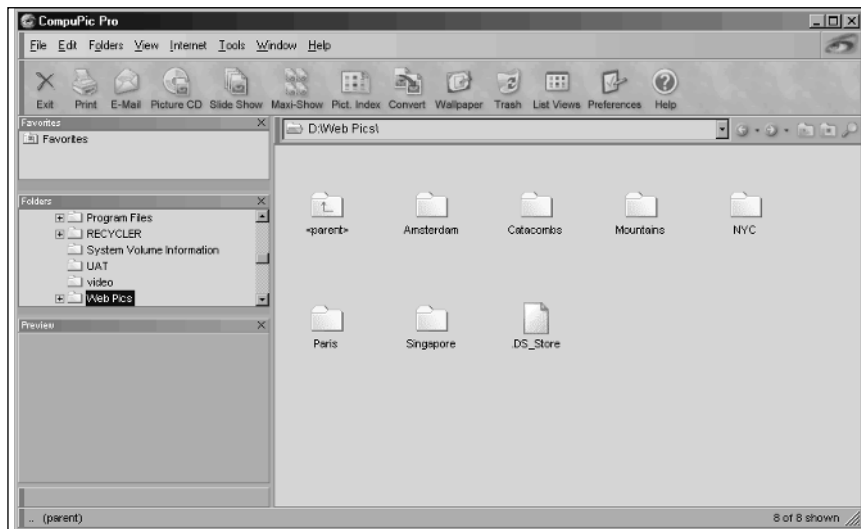 CompuPic Pro
File Edit Folders View Internet Tools Window Help
Exit Print E-Mail Picture CD Slide Show Maxi-Show Pict. Index Convert Wallpaper Trash List Views Preferences Help
Favorites
Favorites
D:\Web Pics\
Folders
Program Files
RECYCLER
System Volume Information
UAT
video
Web Pics
Preview
<parent> Amsterdam Catacombs Mountains NYC
Paris Singapore .DS_Store
.. (parent) 8 of 8 shown